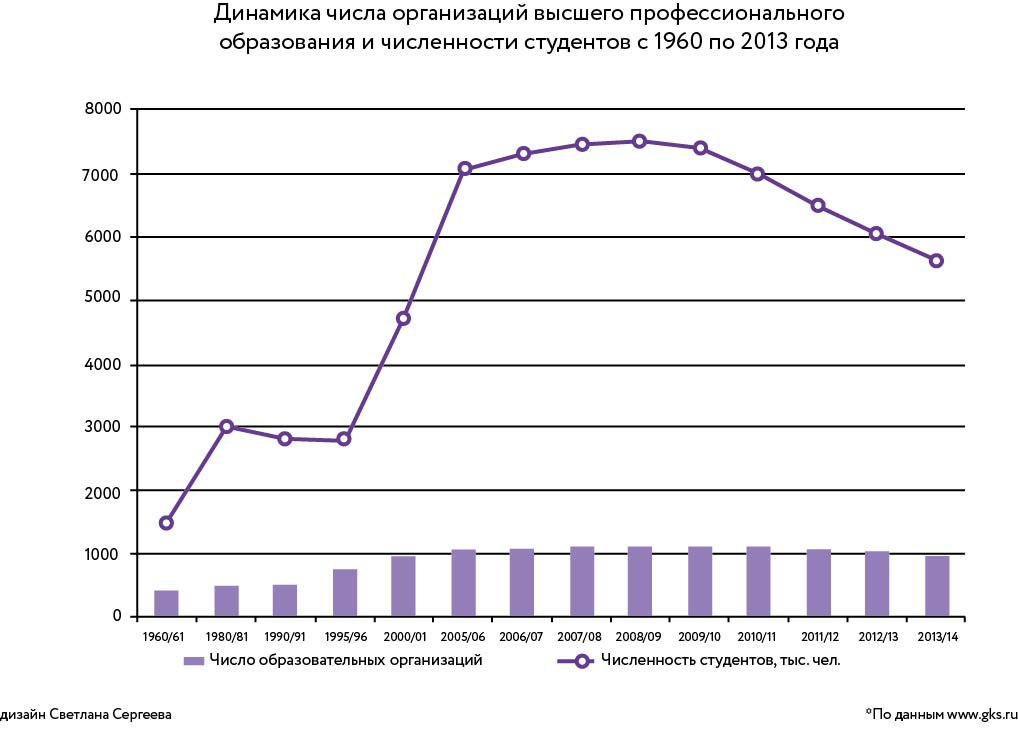 Динамика числа организаций высшего профессионального
образования и численности студентов с 1960 по 2013 года
8000
7000
6000
5000
4000
3000
2000
1000
0
1960/61 1980/81 1990/91 1995/96 2000/01 2005/06 2006/07 2007/08 2008/09 2009/10 2010/11 2011/12 2012/13 2013/14
Число образовательных организаций Численность студентов, тыс. чел.
дизайн Светлана Сергеева *По данным www.gks.ru